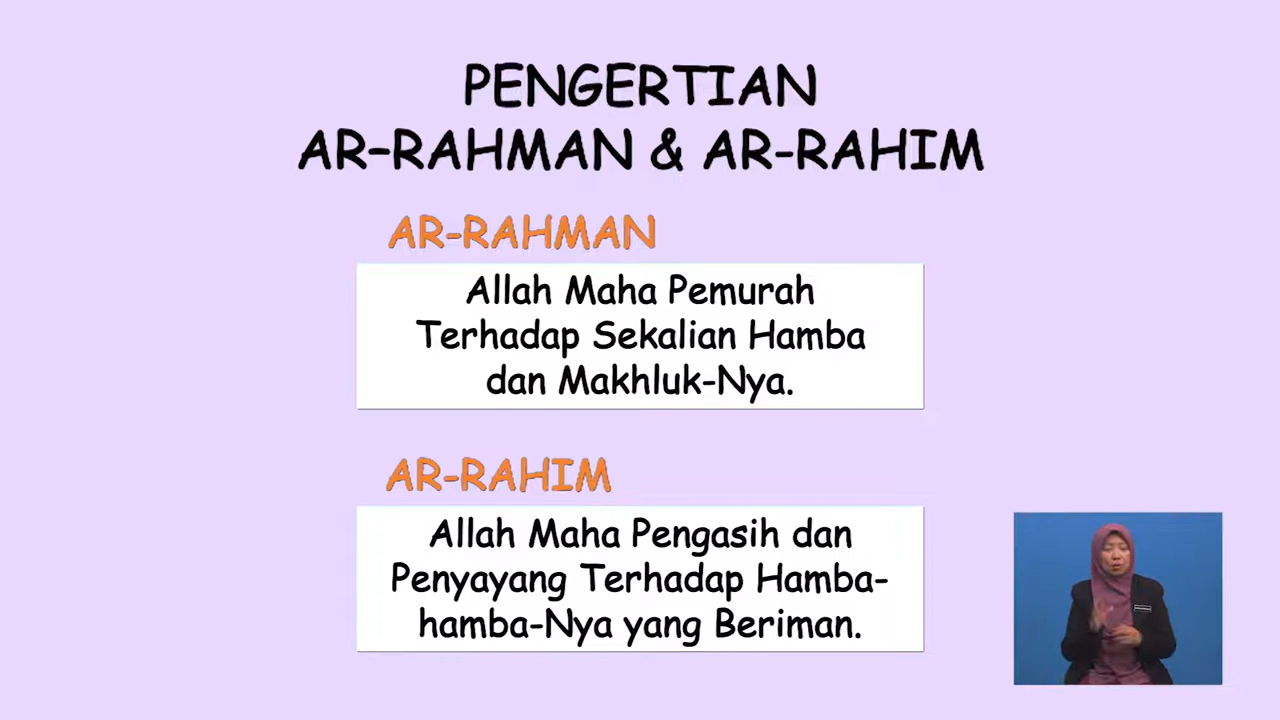 PENGERTIAN
AR-RAHMAN & AR-RAHIM
AR-RAHMAN
Allah Maha Pemurah
Terhadap Sekalian Hamba
dan Makhluk-Nya.
AR-RAHIM
Allah Maha Pengasih dan
Penyayang Terhadap Hamba-
hamba-Nya yang Beriman.